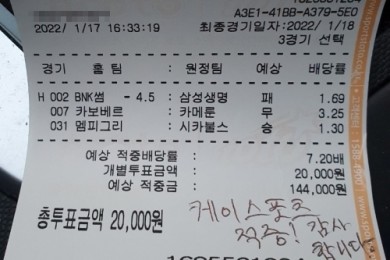 A3E1-41BB-A379-5E0
2022/ 1/17 16:33:19 최종경기일자:2022/ 1/18
3경기 선택
경기 홈팀 : 원정팀 예상 배당률
H 002 BNK썸 - 4.5 : 삼성생명 패 1.69
007 카보베르 : 카메룬 무 3.25
031 멤피그리 : 시카불스 승 1.30
예상 적중배당률 : 7.20배
개별투표금액 : 20,000원
예상 적중금 : 144,000원
총투표금액 20,000원
케이스포츠
적중! 감사
합니다